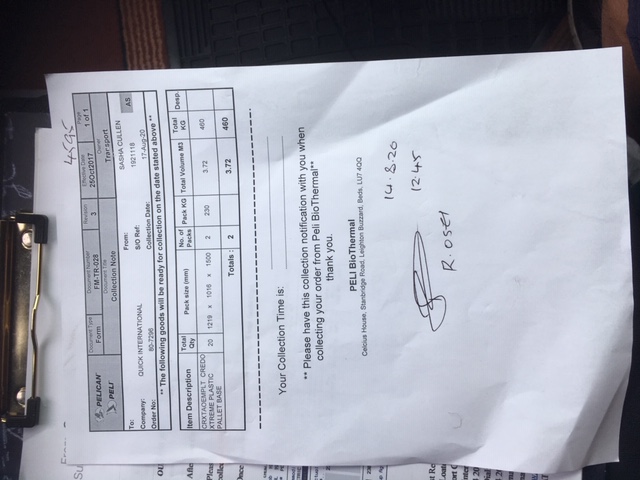 4595
PELICAN™
PELI™
Document Type
Form
Document Number
FM-TR-028
Revision
3
Effective Date
25Oct2017
Page
1 of 1
Document Title
Collection Note
Owner
Transport
To:
From: SASHA CULLEN
Company: QUICK INTERNATIONAL
S/O Ref: 1921118
AS
Order No: 80-7296
Collection Date: 17-Aug-20
** The following goods will be ready for collection on the date stated above **
Item Description Total Qty Pack size (mm) No. of Packs Pack KG Total Volume M3 Total KG Desp.
CRXTAOEMPLT CREDO XTREME PLASTIC PALLET BASE 20 1219 x 1016 x 1500 2 230 3.72 460
Totals : 2 3.72 460
Your Collection Time is:
** Please have this collection notification with you when
collecting your order from Peli BioThermal**
thank you.
PELI BioThermal
Celcius House, Stanbridge Road, Leighton Buzzard, Beds, LU7 4QQ
14.8.20
12.45
R. OSEI